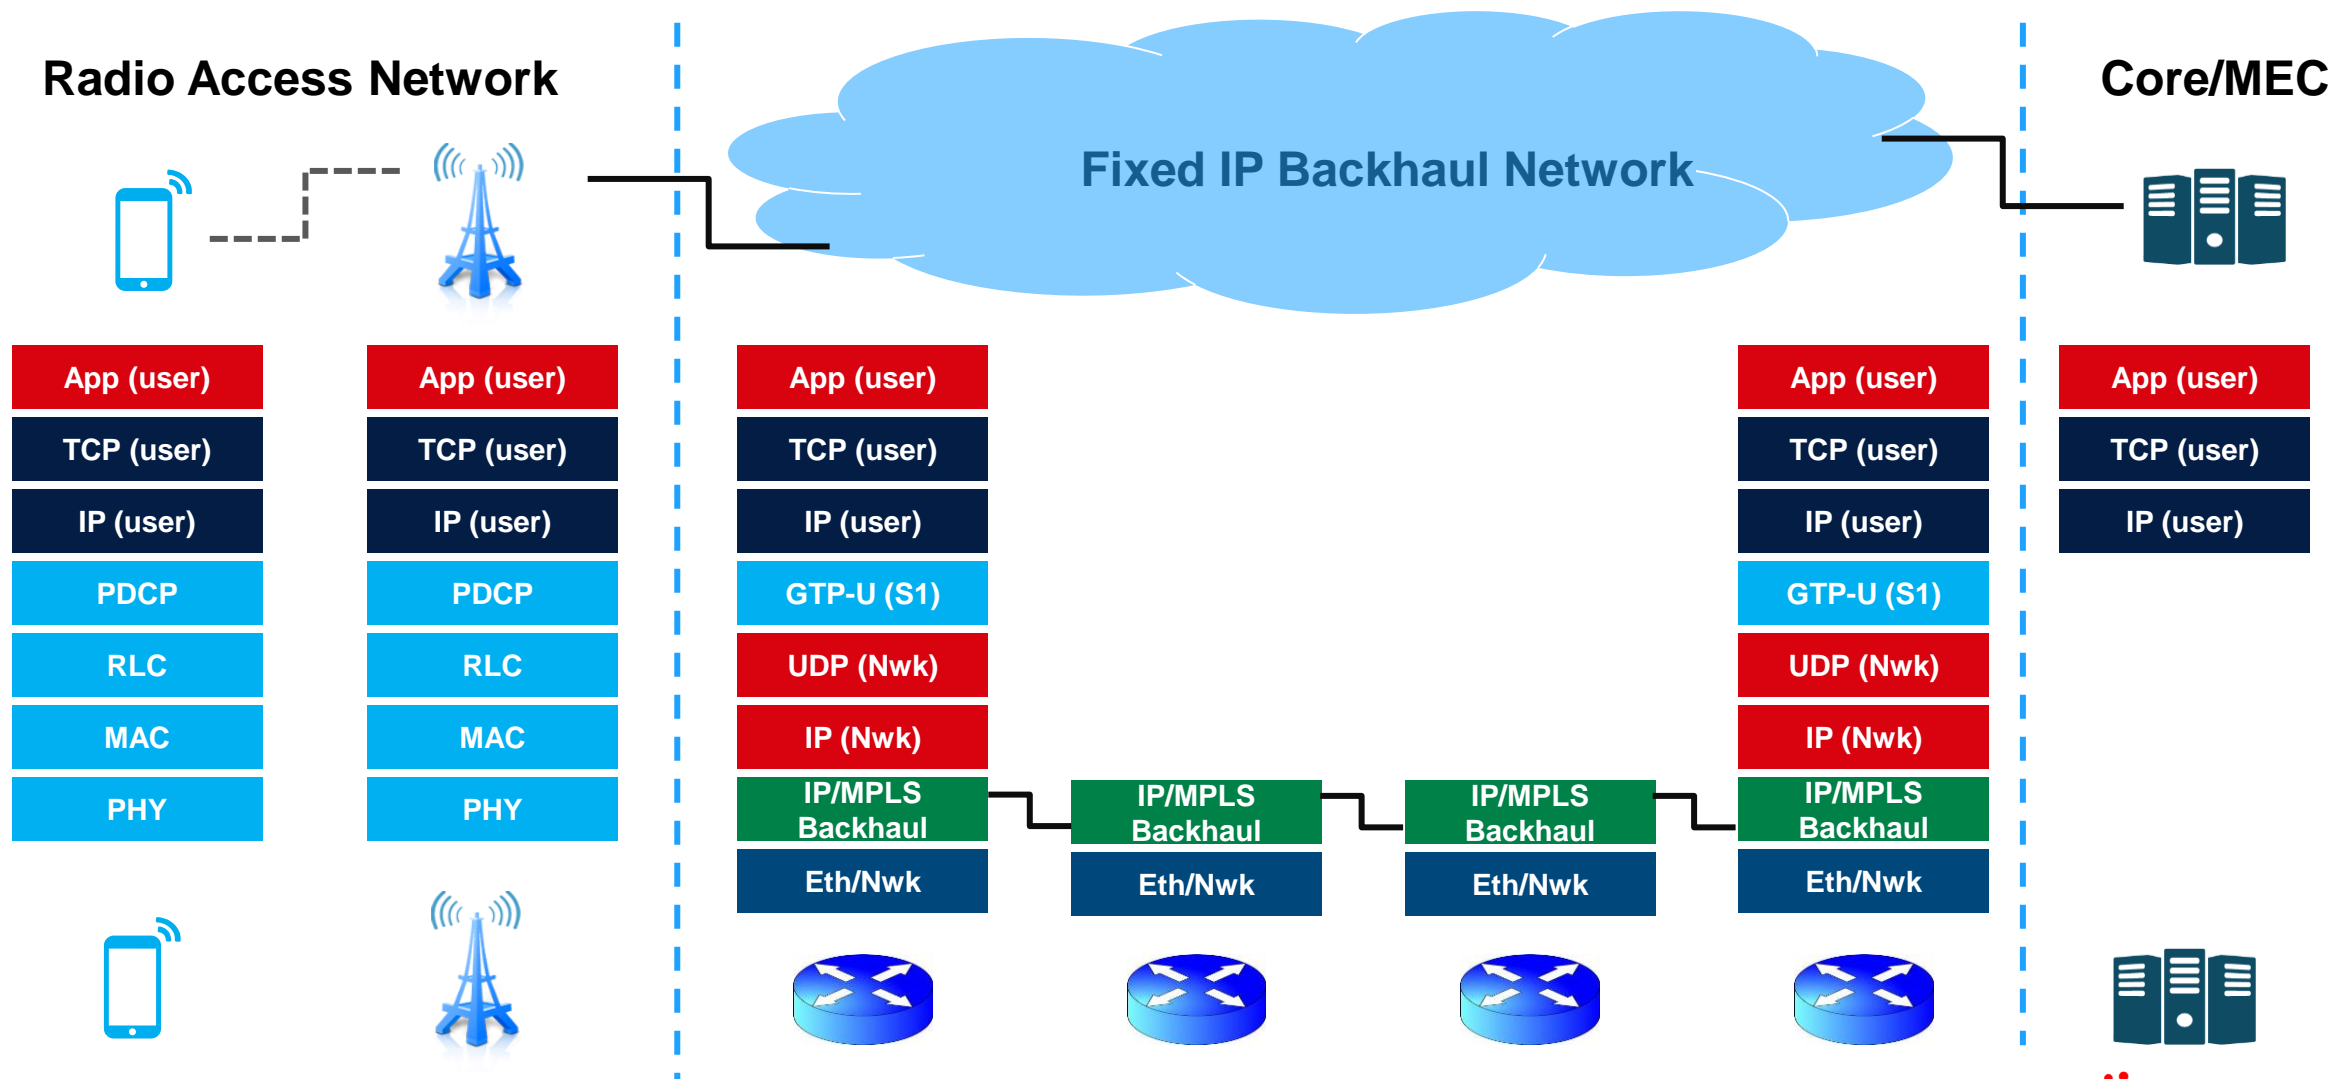 Radio Access Network
Fixed IP Backhaul Network
Core/MEC
App (user)
TCP (user)
IP (user)
PDCP
RLC
MAC
PHY
App (user)
TCP (user)
IP (user)
PDCP
RLC
MAC
PHY
App (user)
TCP (user)
IP (user)
GTP-U (S1)
UDP (Nwk)
IP (Nwk)
IP/MPLS
Backhaul
Eth/Nwk
IP/MPLS
Backhaul
Eth/Nwk
IP/MPLS
Backhaul
Eth/Nwk
App (user)
TCP (user)
IP (user)
GTP-U (S1)
UDP (Nwk)
IP (Nwk)
IP/MPLS
Backhaul
Eth/Nwk
App (user)
TCP (user)
IP (user)